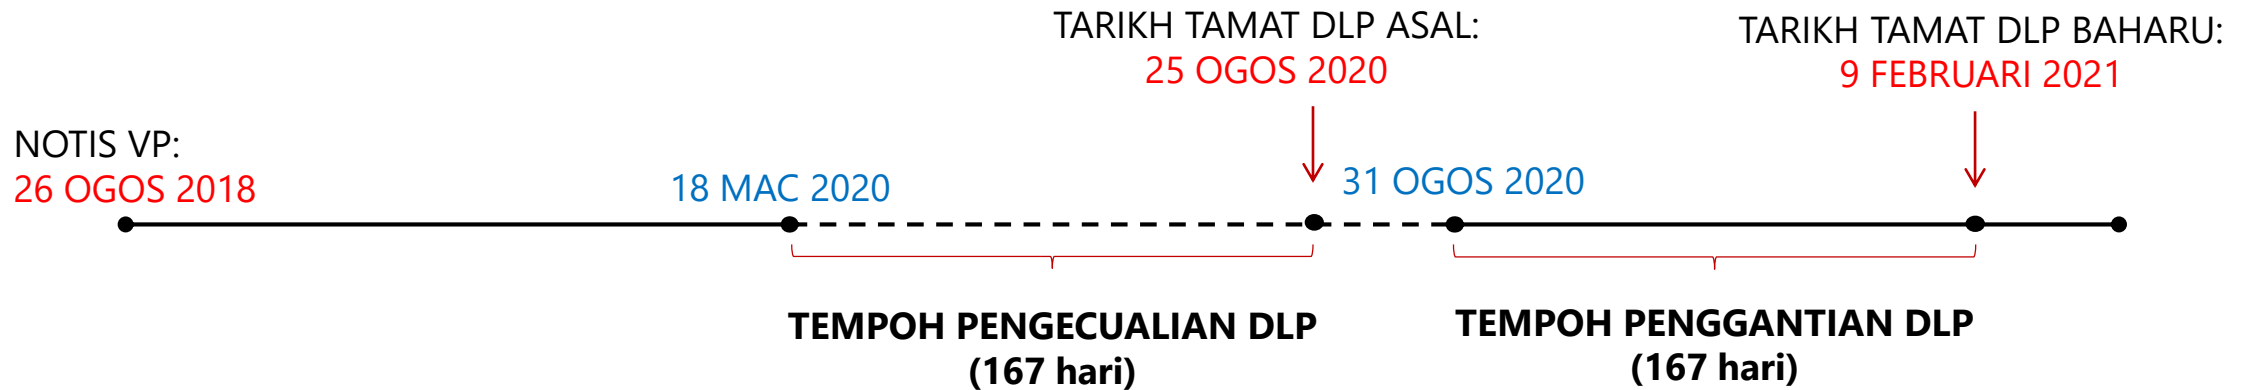 NOTIS VP:
26 OGOS 2018
18 MAC 2020
TARIKH TAMAT DLP ASAL:
25 OGOS 2020
31 OGOS 2020
TARIKH TAMAT DLP BAHARU:
9 FEBRUARI 2021
TEMPOH PENGECUALIAN DLP
(167 hari)
TEMPOH PENGGANTIAN DLP
(167 hari)